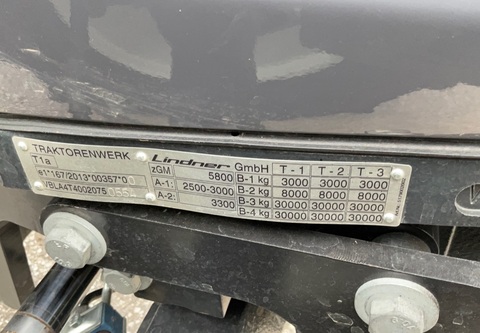 TRAKTORENWERK Lindner GmbH T-1 T-2 T-3
T1a zGM 5800 B-1 kg 3000 3000 3000
e1*167/2013*00357*0 A-1: 2500-3000 B-2 kg 8000 8000 8000
VBLA4T4002075 A-2: 3300 B-3 kg 30000 30000 30000
B-4 kg 30000 30000 30000